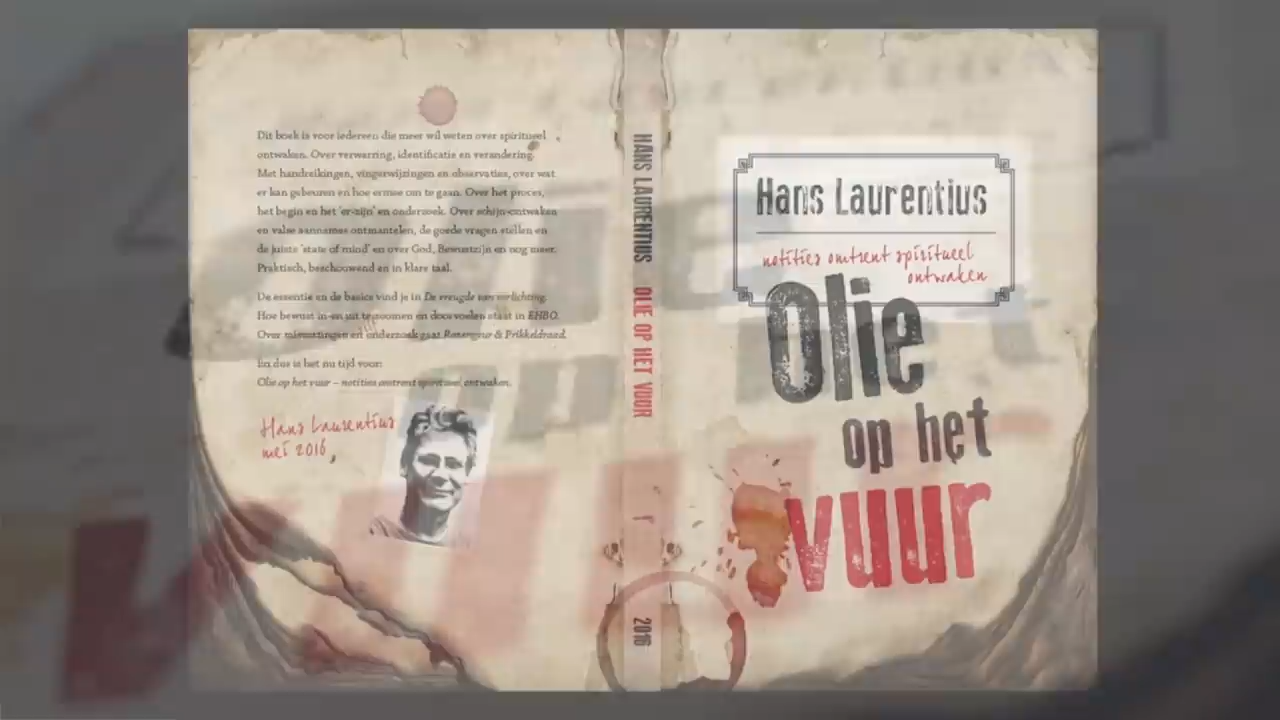 Dit boek is voor iedereen die meer wil weten over spiritueel
ontwaken. Over verwarring, identificatie en verandering.
Met handreikingen, vingerwijzingen en observaties, over wat
er kan gebeuren en hoe ermee om te gaan. Over het proces,
het begin en het 'er-zijn' en onderzoek. Over schijn-ontwaken
en valse aannames ontmantelen, de goede vragen stellen en
de juiste 'state of mind' en over God, Bewustzijn en nog meer.
Praktisch, beschouwend en in klare taal.
De essentie en de basics vind je in De vreugde van verlichting.
Hoe bewust in-en uit te zoomen en doorvoelen staat in EHBO.
Over misvattingen en onderzoek gaat Rozengeur & Prikkeldraad.
En dus is het nu tijd voor:
Olie op het vuur – notities omtrent spiritueel ontwaken.
Hans Laurentius
mei 2016
HANS LAURENTIUS OLIE OP HET VUUR 2016
Hans Laurentius
notities omtrent spiritueel
ontwaken
Olie
op het
vuur